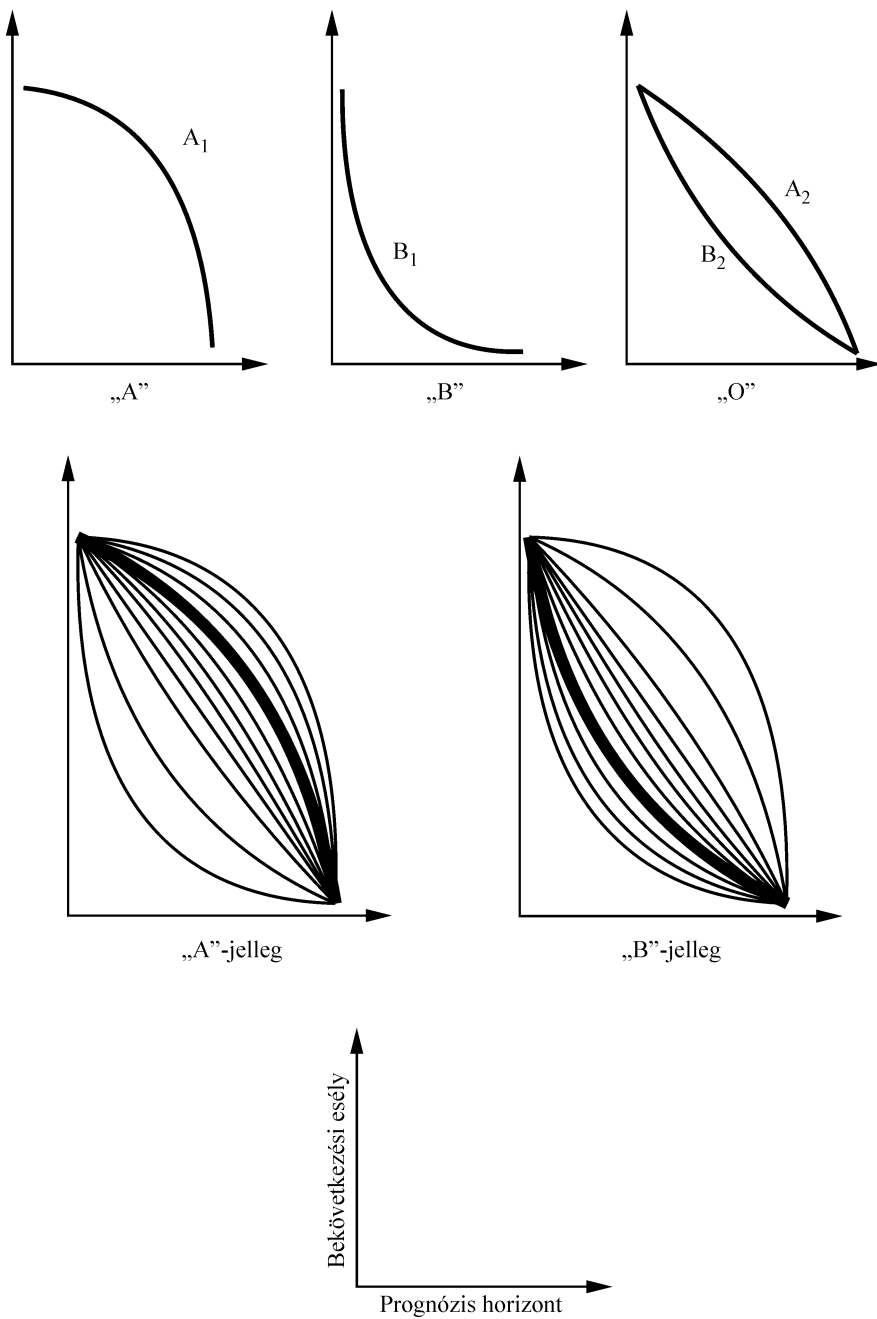 A1
„A”
B1
„B”
A2
B2
„O”
„A”-jelleg
„B”-jelleg
Bekövetkezési esély
Prognózis horizont